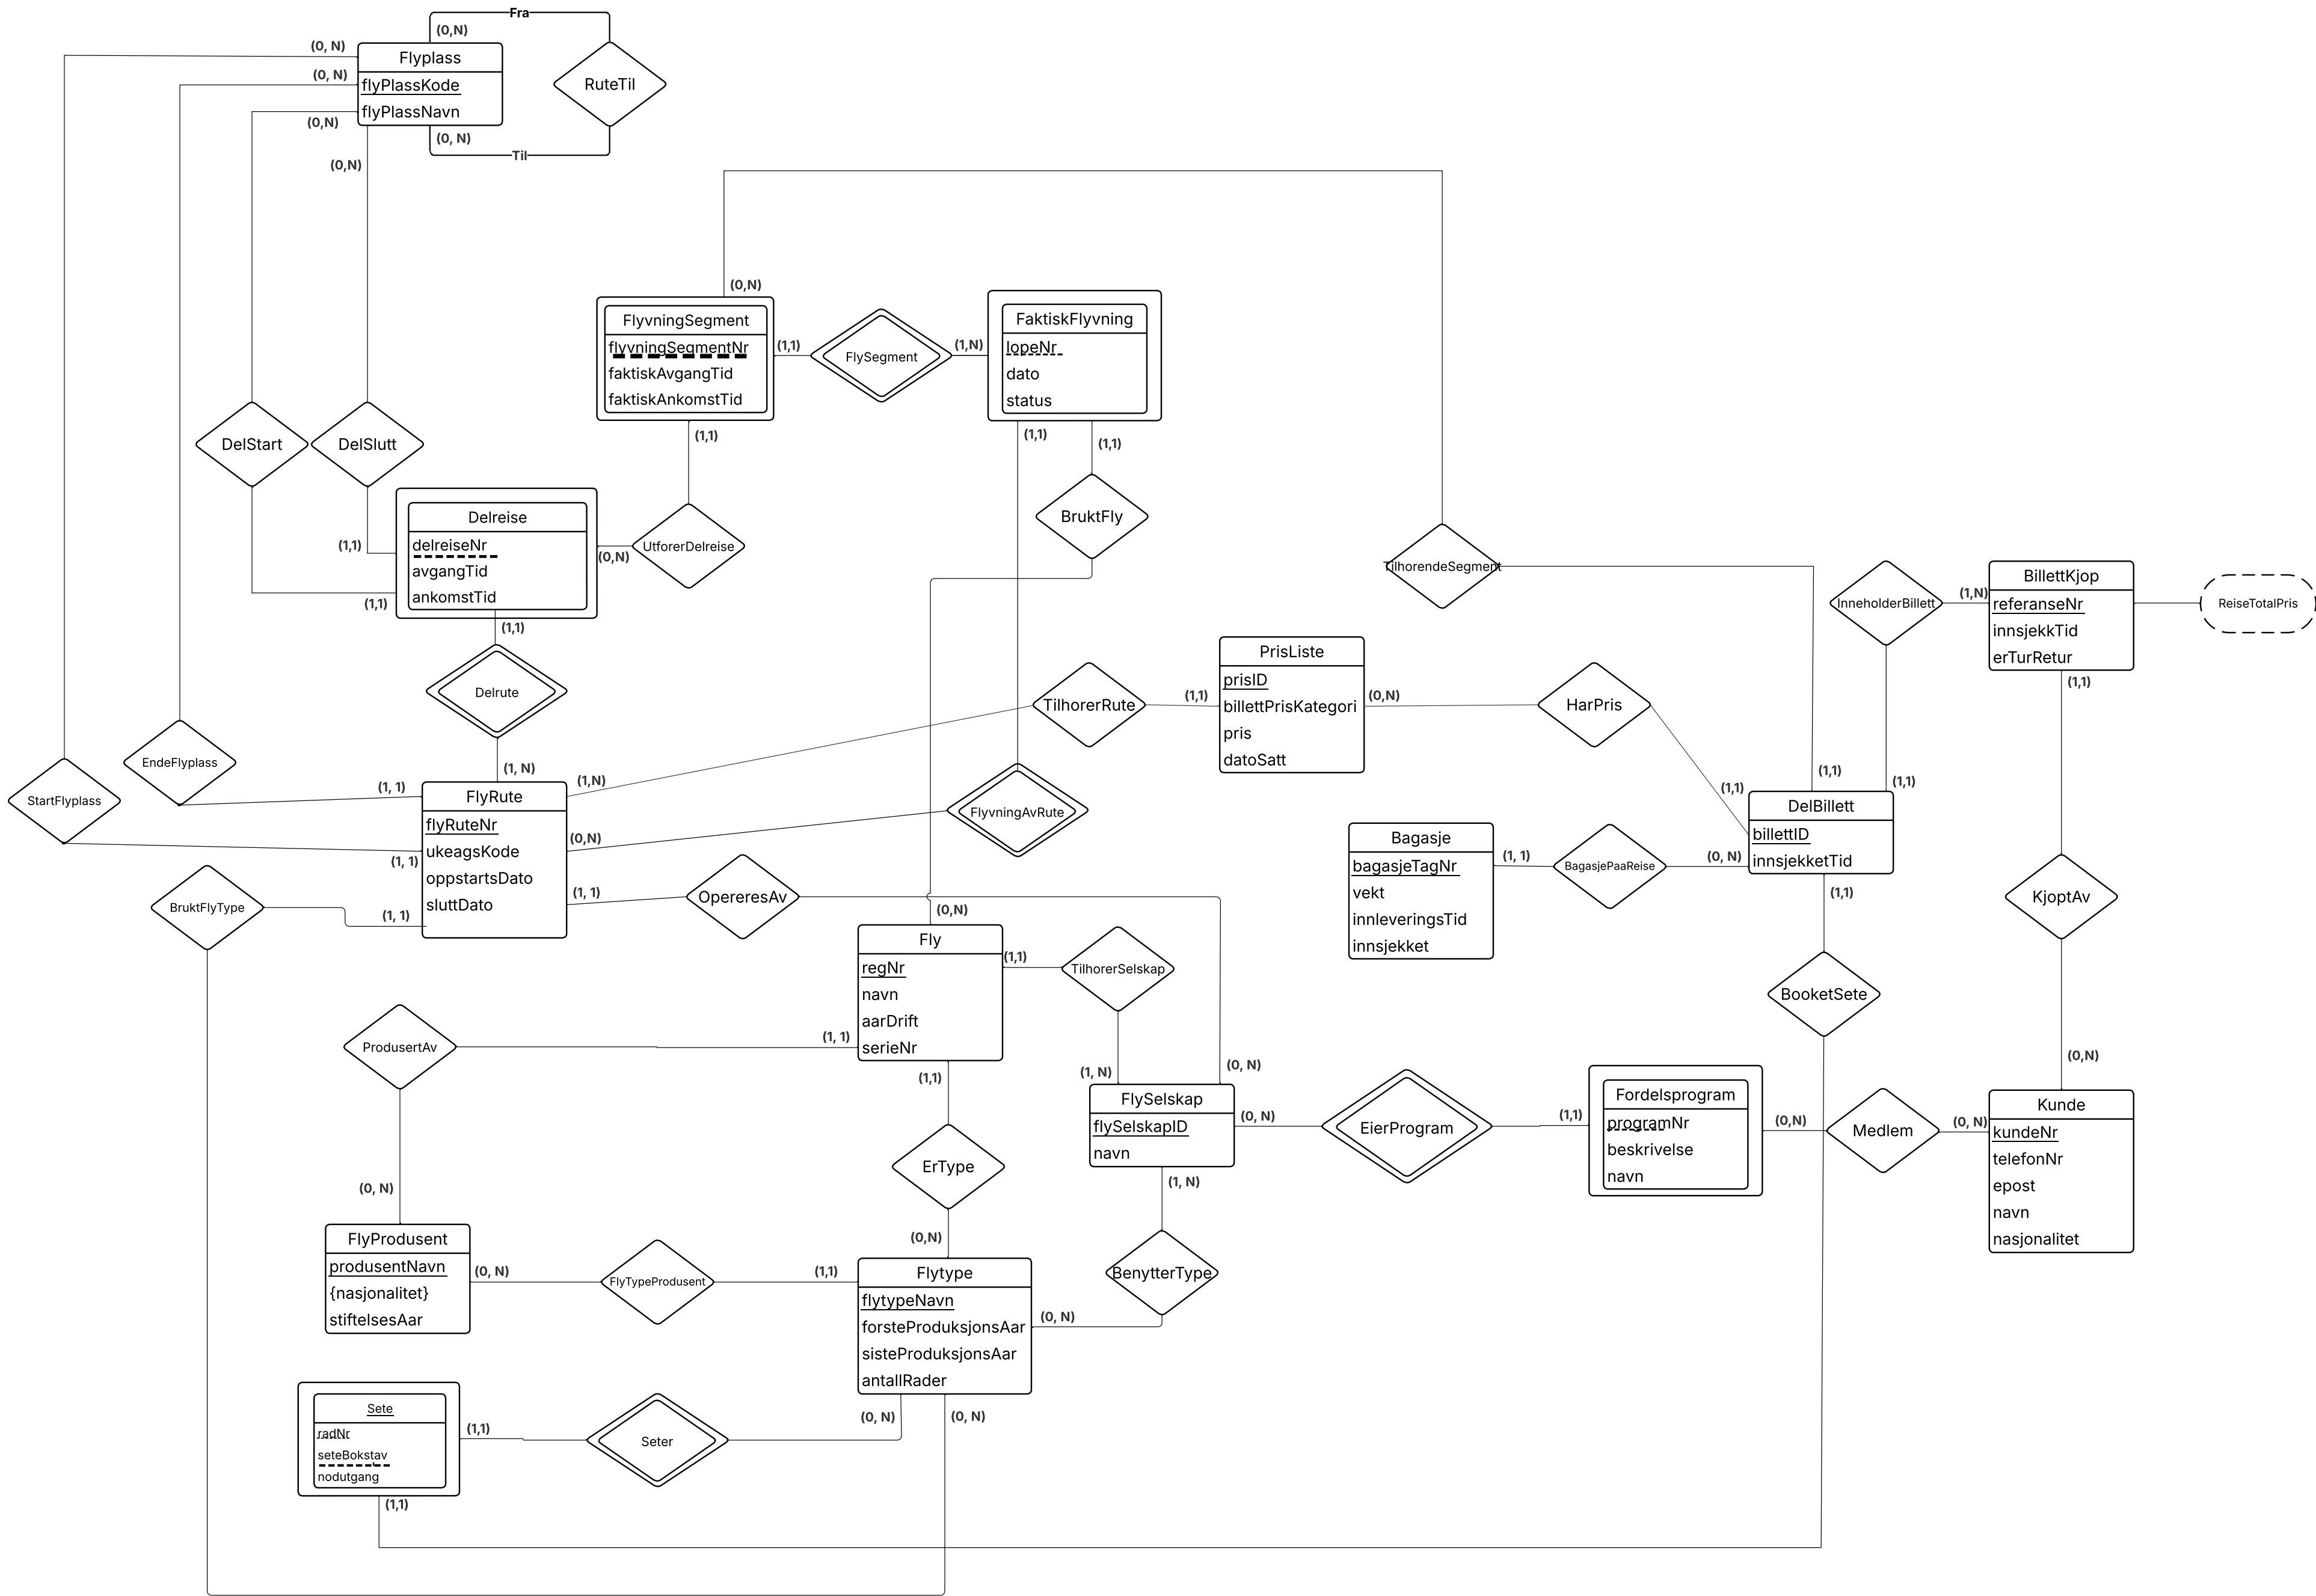 Fra
(0,N)
(0, N)
Flyplass
(0, N)
flyPlassKode
RuteTil
flyPlassNavn
(0,N)
(0, N)
Til
(0,N)
(0,N)
FlyvningSegment
flyvningSegmentNr
faktiskAvgangTid
faktiskAnkomstTid
(1,1)
FlySegment
(1,N)
FaktiskFlyvning
lopeNr
dato
status
(1,1)
(1,1)
(1,1)
DelStart
DelSlutt
BruktFly
Delreise
delreiseNr
avgangTid
ankomstTid
(1,1)
(1,1)
(0,N)
UtforerDelreise
TilhorendeSegment
InneholderBillett
(1,N)
BillettKjop
referanseNr
innsjekkTid
erTurRetur
ReiseTotalPris
(1,1)
(1,1)
Delrute
(1, N)
TilhorerRute
(1,1)
PrisListe
prisID
billettPrisKategori
pris
datoSatt
(0,N)
HarPris
(1,1)
(1,1)
(1,1)
EndeFlyplass
StartFlyplass
(1, 1)
(1, 1)
FlyRute
flyRuteNr
ukeagsKode
oppstartsDato
sluttDato
(1,N)
(0,N)
(1, 1)
FlyvningAvRute
DelBillett
billettID
innsjekketTid
Bagasje
bagasjeTagNr
vekt
innleveringsTid
innsjekket
(1, 1)
BagasjePaaReise
(0, N)
(1,1)
BruktFlyType
(1, 1)
OpereresAv
KjoptAv
(0,N)
Fly
regNr
navn
aarDrift
serieNr
(1,1)
TilhorerSelskap
BooketSete
ProdusertAv
(1, 1)
(1,1)
(1, N)
(0, N)
(0,N)
FlySelskap
flySelskapID
navn
(0, N)
EierProgram
(1,1)
Fordelsprogram
programNr
beskrivelse
navn
(0,N)
Medlem
(0, N)
Kunde
kundeNr
telefonNr
epost
navn
nasjonalitet
ErType
(0, N)
(1, N)
(0,N)
FlyProdusent
produsentNavn
{nasjonalitet}
stiftelsesAar
(0, N)
FlyTypeProdusent
(1,1)
Flytype
flytypeNavn
forsteProduksjonsAar
sisteProduksjonsAar
antallRader
BenytterType
(0, N)
Sete
radNr
seteBokstav
nodutgang
(1,1)
Seter
(0, N)
(0, N)
(1,1)